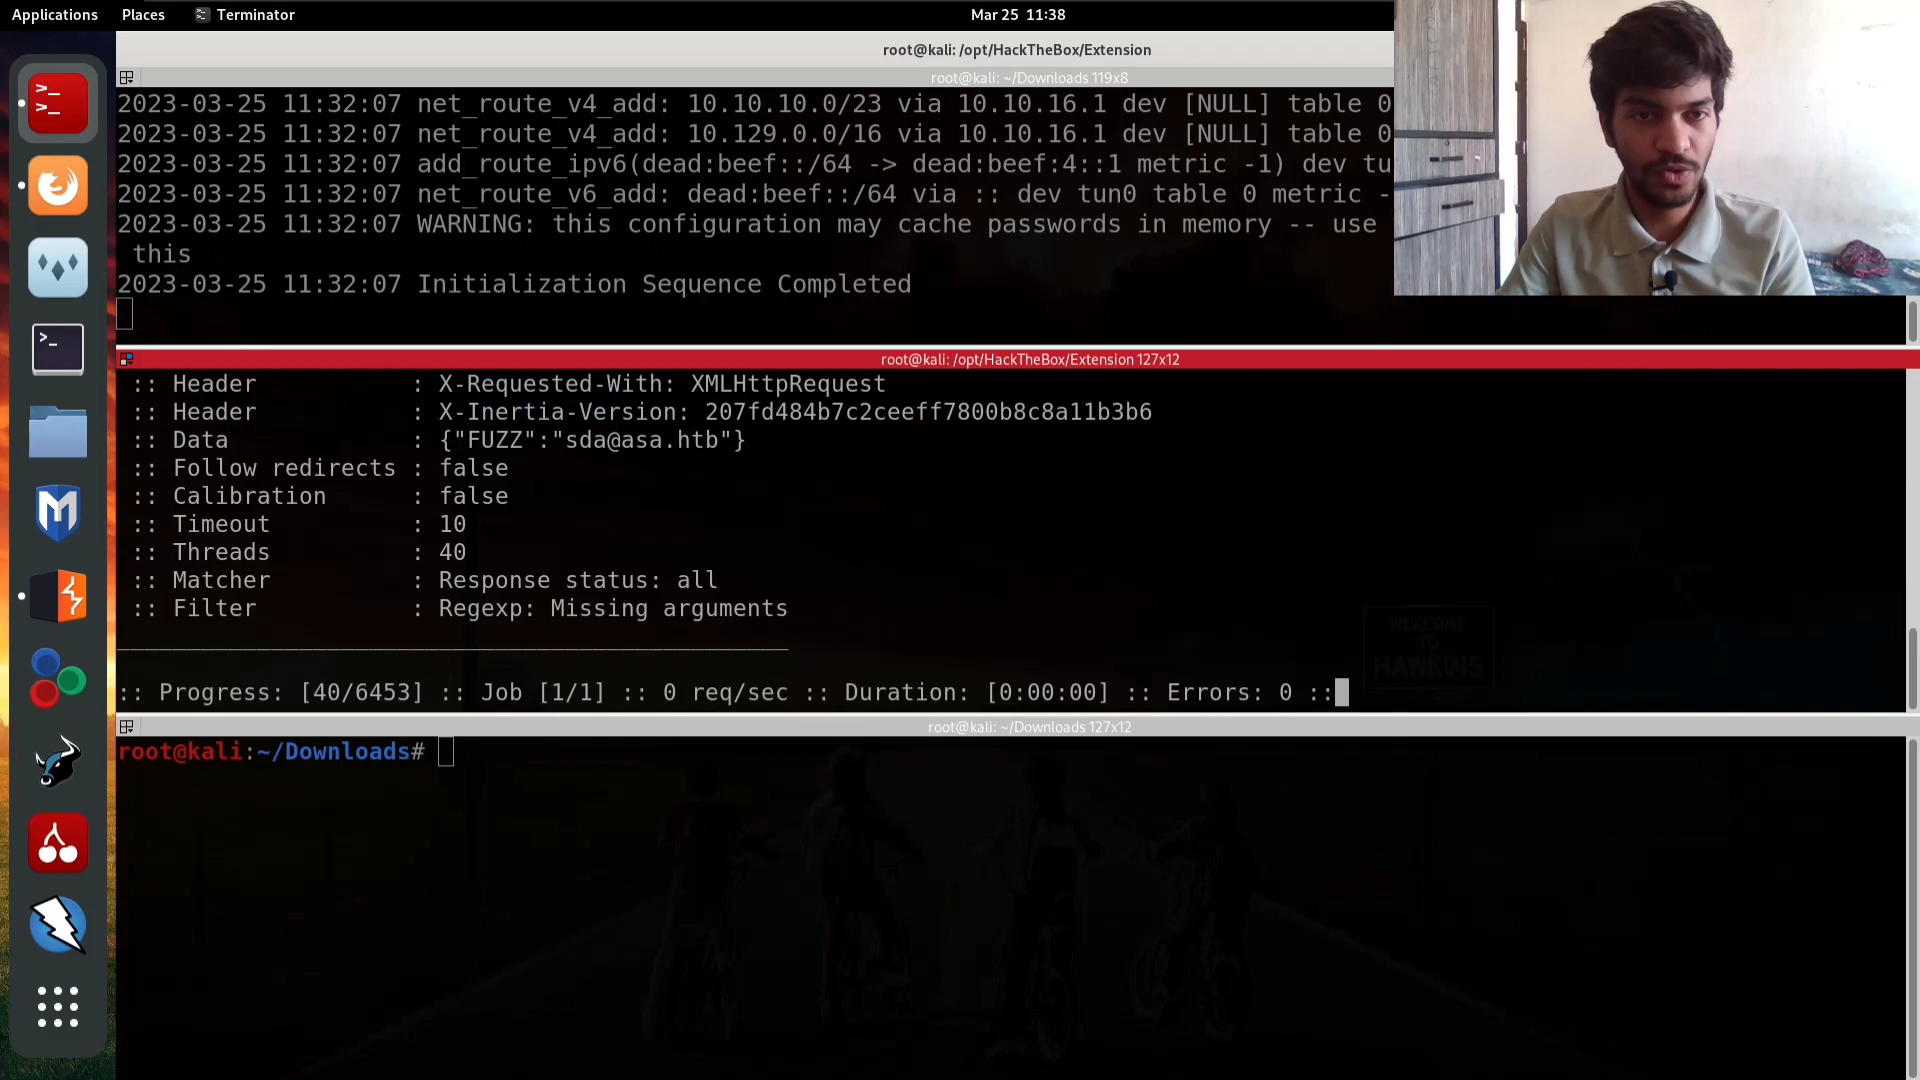 Applications Places Terminator Mar 25 11:38
root@kali: /opt/HackTheBox/Extension
root@kali: ~/Downloads 119x8
2023-03-25 11:32:07 net_route_v4_add: 10.10.10.0/23 via 10.10.16.1 dev [NULL] table 0
2023-03-25 11:32:07 net_route_v4_add: 10.129.0.0/16 via 10.10.16.1 dev [NULL] table 0
2023-03-25 11:32:07 add_route_ipv6(dead:beef::/64 -> dead:beef:4::1 metric -1) dev tu
2023-03-25 11:32:07 net_route_v6_add: dead:beef::/64 via :: dev tun0 table 0 metric -
2023-03-25 11:32:07 WARNING: this configuration may cache passwords in memory -- use
this
2023-03-25 11:32:07 Initialization Sequence Completed
root@kali: /opt/HackTheBox/Extension 127x12
:: Header : X-Requested-With: XMLHttpRequest
:: Header : X-Inertia-Version: 207fd484b7c2ceeff7800b8c8a11b3b6
:: Data : {"FUZZ":"sda@asa.htb"}
:: Follow redirects : false
:: Calibration : false
:: Timeout : 10
:: Threads : 40
:: Matcher : Response status: all
:: Filter : Regexp: Missing arguments
WELCOME
TO
HAWKINS
:: Progress: [40/6453] :: Job [1/1] :: 0 req/sec :: Duration: [0:00:00] :: Errors: 0 ::
root@kali: ~/Downloads 127x12
root@kali:~/Downloads#